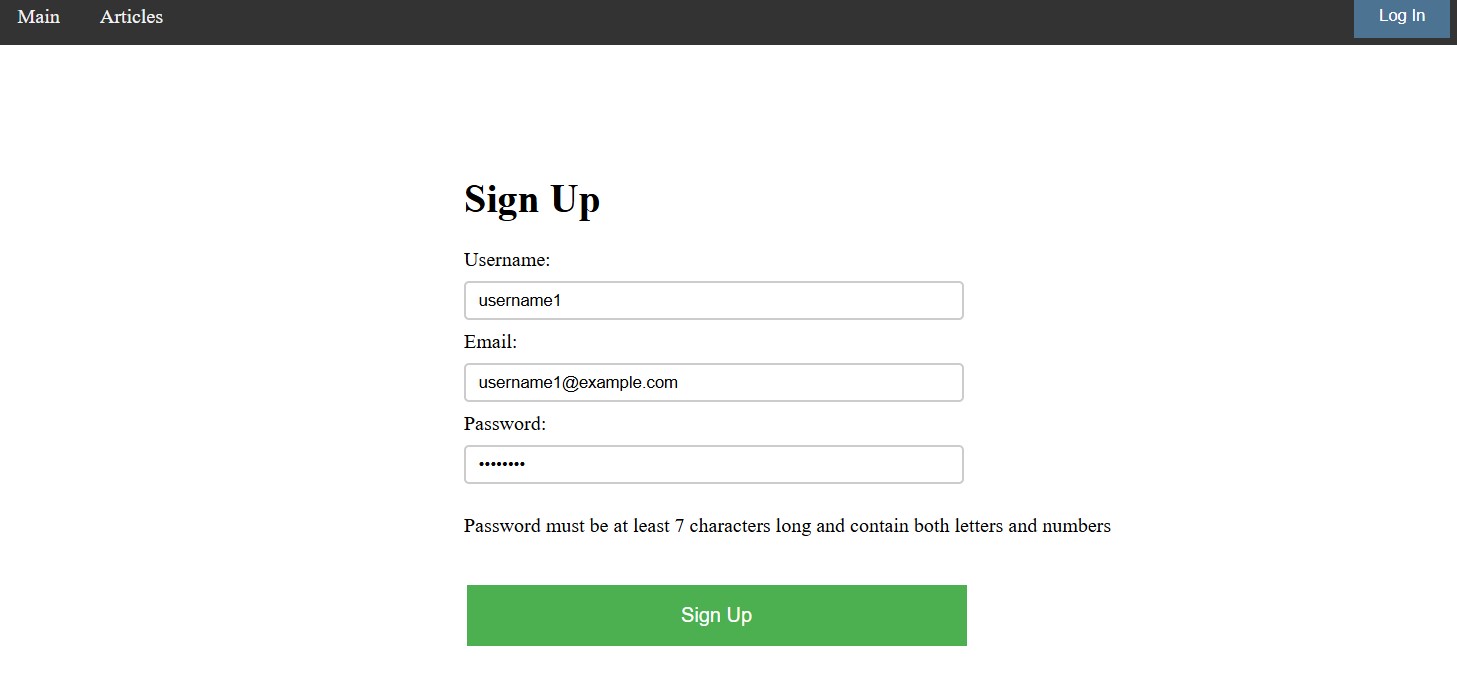 Main Articles Log In
Sign Up
Username:
username1
Email:
username1@example.com
Password:
••••••••
Password must be at least 7 characters long and contain both letters and numbers
Sign Up